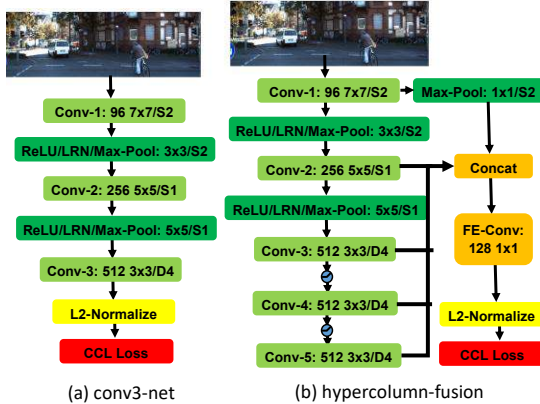 Conv-1: 96 7x7/S2
ReLU/LRN/Max-Pool: 3x3/S2
Conv-2: 256 5x5/S1
ReLU/LRN/Max-Pool: 5x5/S1
Conv-3: 512 3x3/D4
L2-Normalize
CCL Loss
(a) conv3-net
Conv-1: 96 7x7/S2
Max-Pool: 1x1/S2
ReLU/LRN/Max-Pool: 3x3/S2
Conv-2: 256 5x5/S1
Concat
ReLU/LRN/Max-Pool: 5x5/S1
FE-Conv:
128 1x1
Conv-3: 512 3x3/D4
Conv-4: 512 3x3/D4
L2-Normalize
Conv-5: 512 3x3/D4
CCL Loss
(b) hypercolumn-fusion